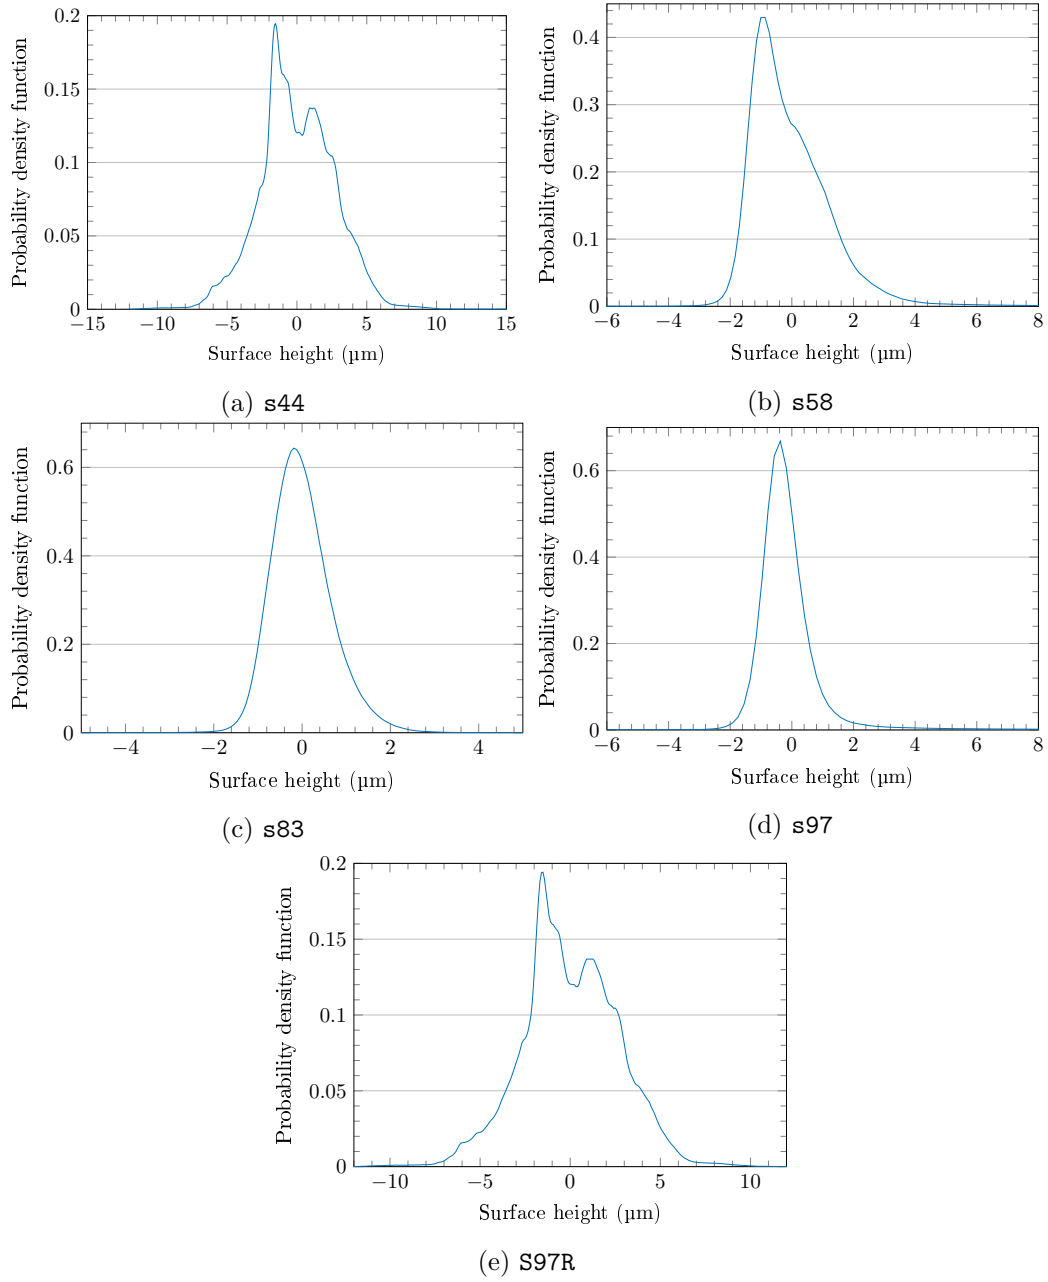 Probability density function
0.2
0.15
0.1
0.05
0
−15 −10 −5 0 5 10 15
Surface height (µm)
(a) s44
Probability density function
0.4
0.3
0.2
0.1
0
−6 −4 −2 0 2 4 6 8
Surface height (µm)
(b) s58
Probability density function
0.6
0.4
0.2
0
−4 −2 0 2 4
Surface height (µm)
(c) s83
Probability density function
0.6
0.4
0.2
0
−6 −4 −2 0 2 4 6 8
Surface height (µm)
(d) s97
Probability density function
0.2
0.15
0.1
0.05
0
−10 −5 0 5 10
Surface height (µm)
(e) S97R